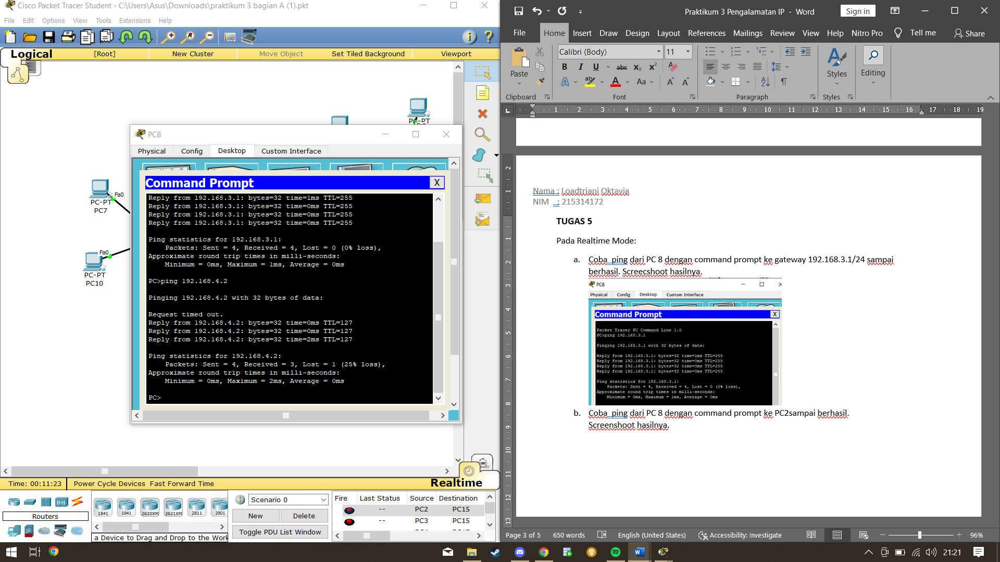 Cisco Packet Tracer Student - C:\Users\Asus\Downloads\praktikum 3 bagian A (1).pkt
File Edit Options View Tools Extensions Help
Logical [Root] New Cluster Move Object Set Tiled Background Viewport
PC-PT
Fa0
PC-PT
PC7
Fa0
PC-PT
PC10
PC8
Physical Config Desktop Custom Interface
Command Prompt X
Reply from 192.168.3.1: bytes=32 time=1ms TTL=255
Reply from 192.168.3.1: bytes=32 time=0ms TTL=255
Reply from 192.168.3.1: bytes=32 time=0ms TTL=255
Reply from 192.168.3.1: bytes=32 time=0ms TTL=255
Ping statistics for 192.168.3.1:
Packets: Sent = 4, Received = 4, Lost = 0 (0% loss),
Approximate round trip times in milli-seconds:
Minimum = 0ms, Maximum = 1ms, Average = 0ms
PC>ping 192.168.4.2
Pinging 192.168.4.2 with 32 bytes of data:
Request timed out.
Reply from 192.168.4.2: bytes=32 time=0ms TTL=127
Reply from 192.168.4.2: bytes=32 time=0ms TTL=127
Reply from 192.168.4.2: bytes=32 time=2ms TTL=127
Ping statistics for 192.168.4.2:
Packets: Sent = 4, Received = 3, Lost = 1 (25% loss),
Approximate round trip times in milli-seconds:
Minimum = 0ms, Maximum = 2ms, Average = 0ms
PC>
Time: 00:11:23 Power Cycle Devices Fast Forward Time Realtime
Routers
1841 1941 2620XM 2621XM 2811 2901
a Device to Drag and Drop to the Work
Scenario 0
New Delete
Toggle PDU List Window
Fire Last Status Source Destination
-- PC2 PC15
-- PC3 PC15
Praktikum 3 Pengalamatan IP - Word Sign in
File Home Insert Draw Design Layout References Mailings Review View Help Nitro Pro Tell me Share
Paste Calibri (Body) 11 Styles Editing
Clipboard Font Paragraph Styles
1 2 3 4 5 6 7 8 9 10 11 12 13 14 15 16 17 18 19
Nama : Loadtriani Oktavia
NIM : 215314172
TUGAS 5
Pada Realtime Mode:
a. Coba ping dari PC 8 dengan command prompt ke gateway 192.168.3.1/24 sampai
berhasil. Screecshoot hasilnya.
PC8
Physical Config Desktop Custom Interface
Command Prompt X
Packet Tracer PC Command Line 1.0
PC>ping 192.168.3.1
Pinging 192.168.3.1 with 32 bytes of data:
Reply from 192.168.3.1: bytes=32 time=1ms TTL=255
Reply from 192.168.3.1: bytes=32 time=0ms TTL=255
Reply from 192.168.3.1: bytes=32 time=0ms TTL=255
Reply from 192.168.3.1: bytes=32 time=0ms TTL=255
Ping statistics for 192.168.3.1:
Packets: Sent = 4, Received = 4, Lost = 0 (0% loss),
Approximate round trip times in milli-seconds:
Minimum = 0ms, Maximum = 1ms, Average = 0ms
b. Coba ping dari PC 8 dengan command prompt ke PC2sampai berhasil.
Screenshoot hasilnya.
Page 3 of 5 650 words English (United States) Accessibility: Investigate 96%
21:21